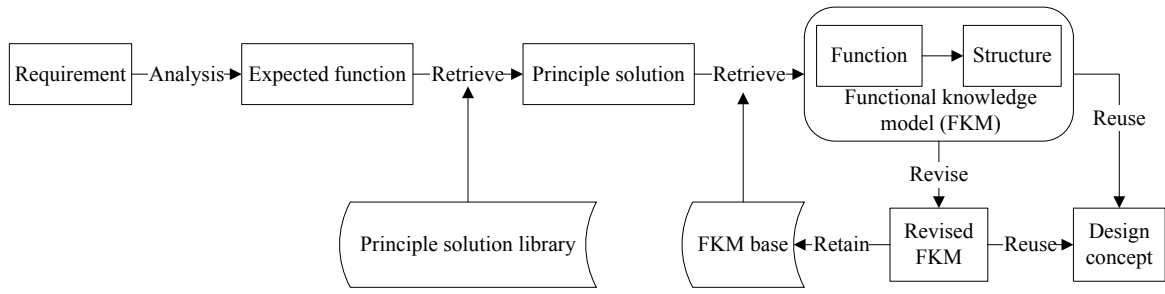 Requirement
Analysis
Expected function
Retrieve
Principle solution
Retrieve
Function
Structure
Functional knowledge
model (FKM)
Reuse
Revise
Principle solution library
FKM base
Retain
Revised
FKM
Reuse
Design
concept